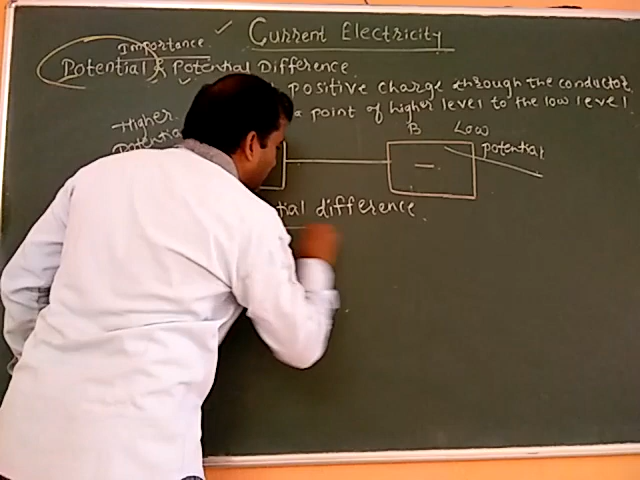 Current Electricity
Importance
Potential & Potential Difference
positive charge through the conductor
a point of higher level to the low level
Higher
Potential
B Low
potential
-
tial difference